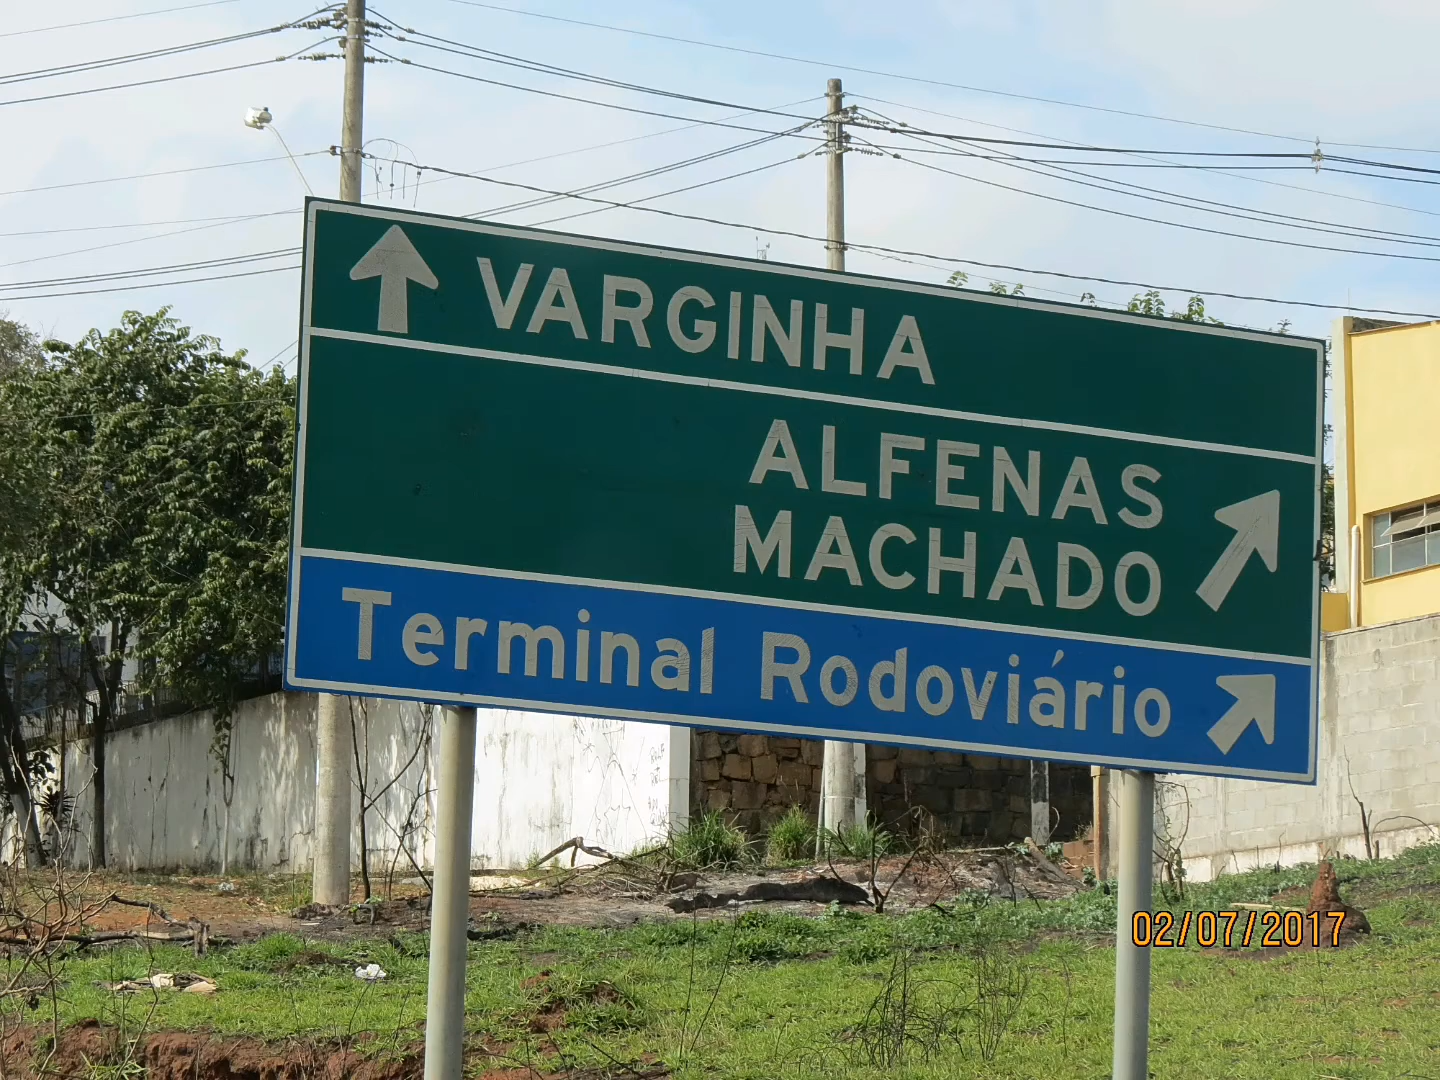 VARGINHA
ALFENAS
MACHADO
Terminal Rodoviário
02/07/2017